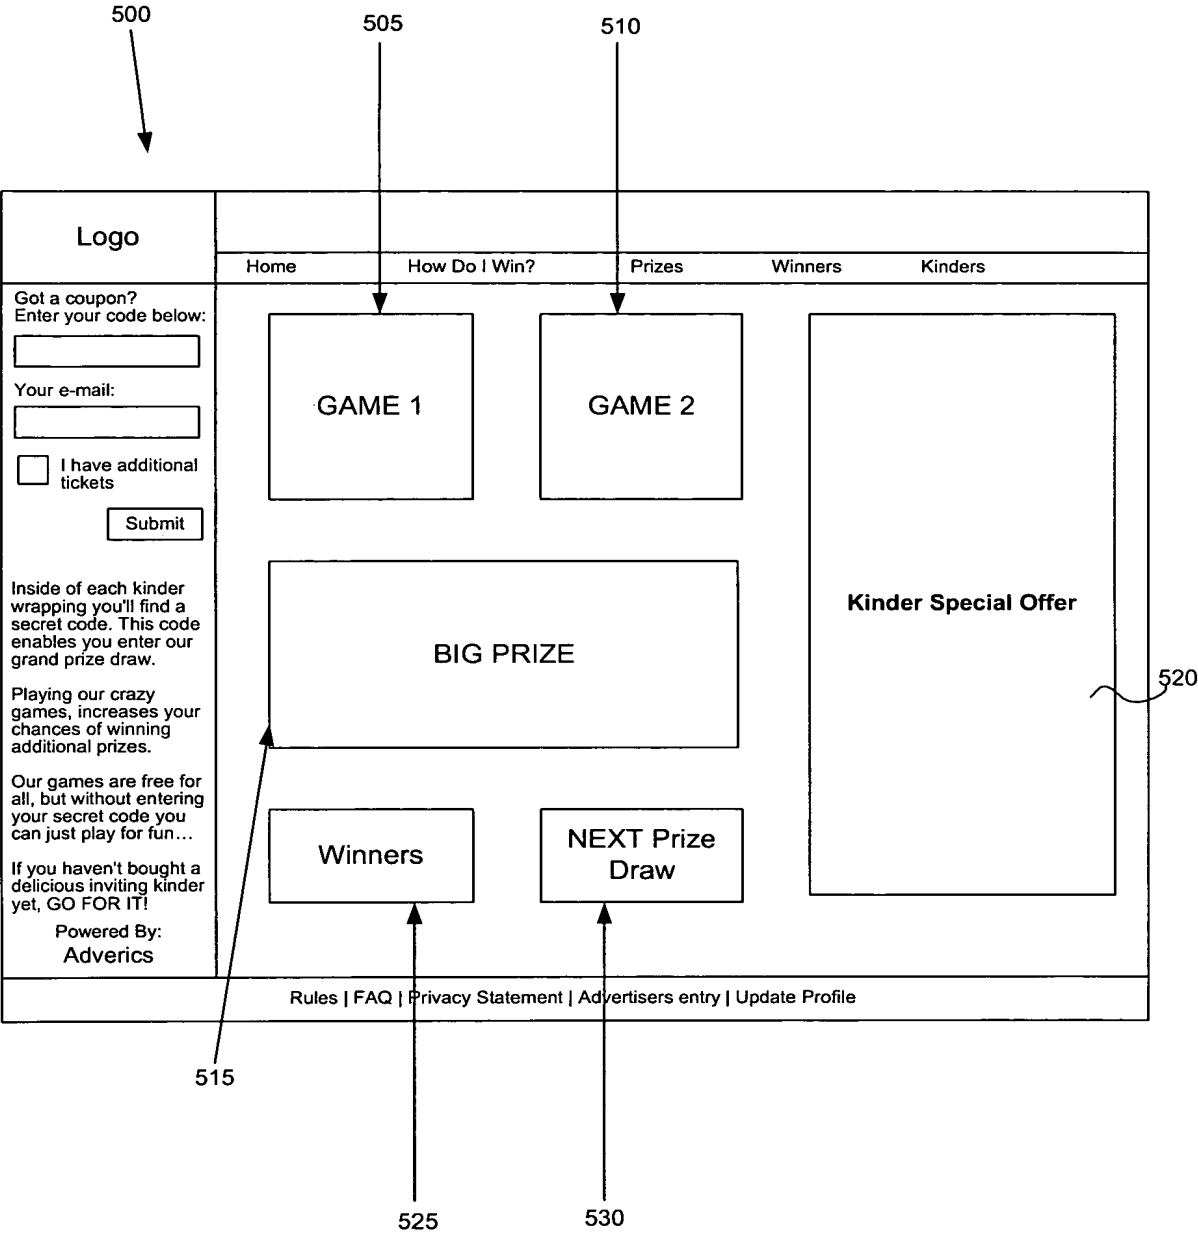 500
505
510
Logo
Home How Do I Win? Prizes Winners Kinders
Got a coupon?
Enter your code below:
Your e-mail:
I have additional
tickets
Submit
Inside of each kinder
wrapping you'll find a
secret code. This code
enables you enter our
grand prize draw.
Playing our crazy
games, increases your
chances of winning
additional prizes.
Our games are free for
all, but without entering
your secret code you
can just play for fun...
If you haven't bought a
delicious inviting kinder
yet, GO FOR IT!
Powered By:
Adverics
GAME 1
GAME 2
BIG PRIZE
Winners
NEXT Prize
Draw
Kinder Special Offer
520
Rules | FAQ | Privacy Statement | Advertisers entry | Update Profile
515
525
530